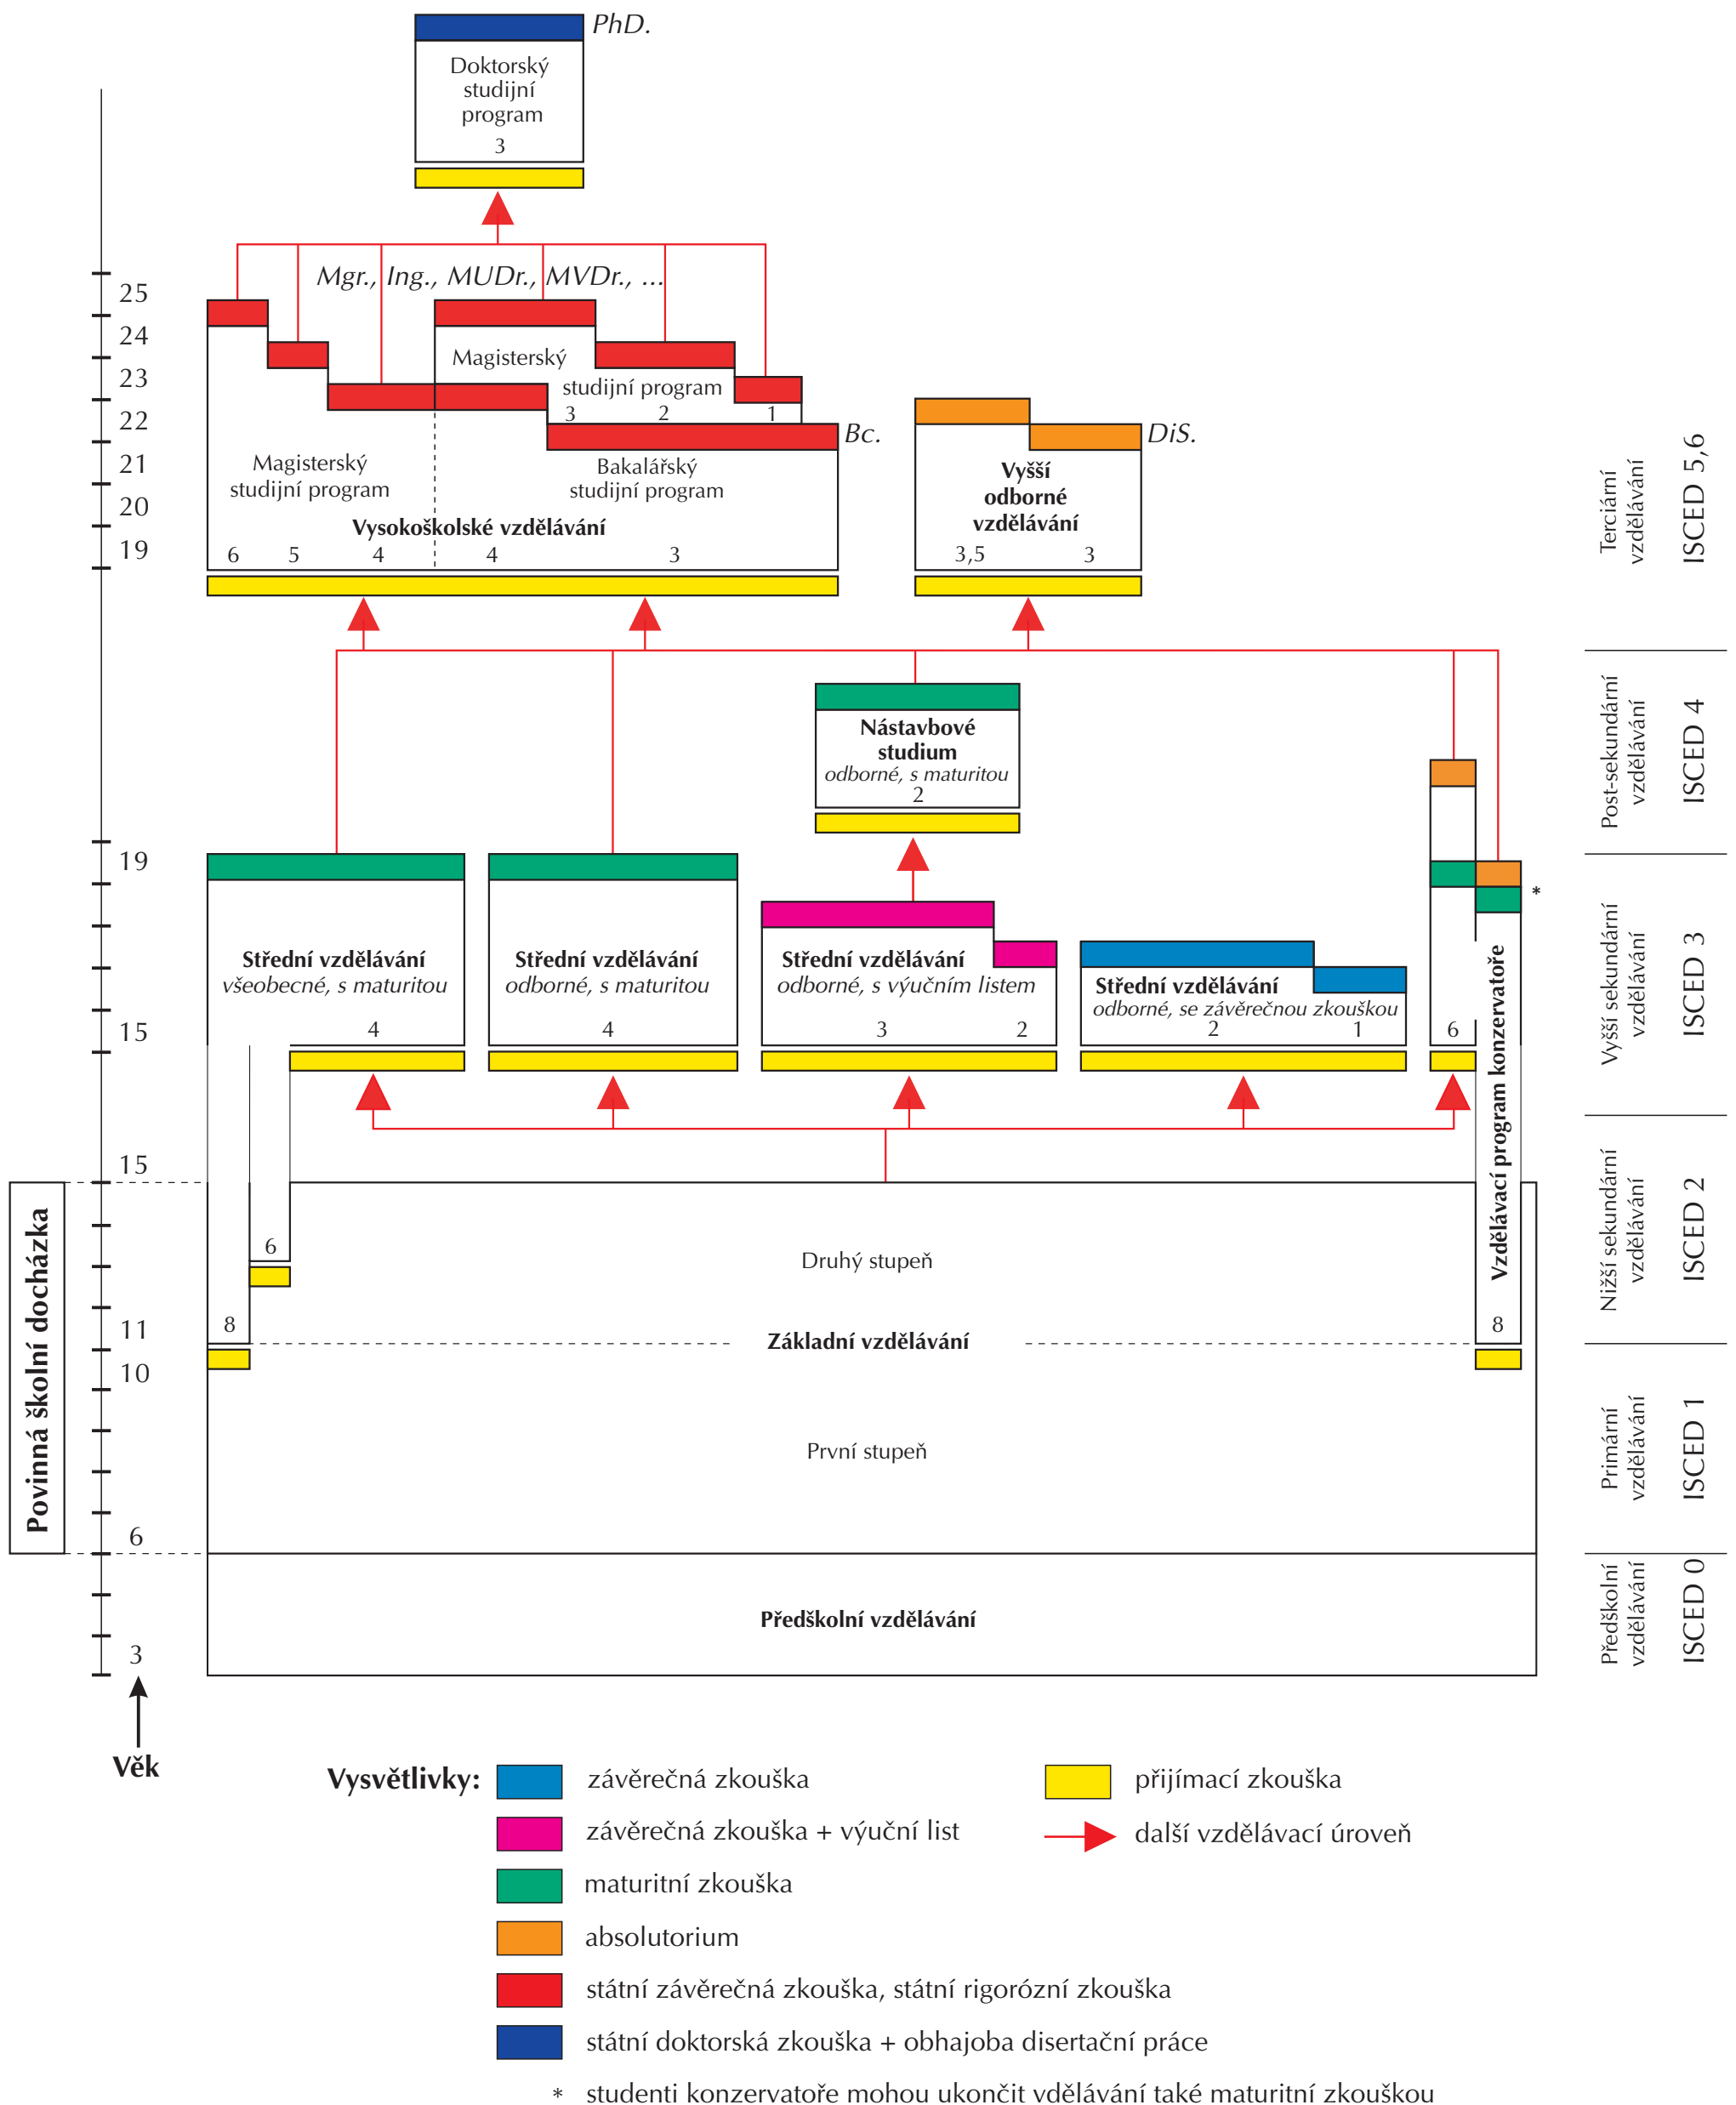 PhD.
Doktorský
studijní
program
3
Mgr., Ing., MUDr., MVDr., ...
25
24
23
22
21
20
19
Magisterský
studijní program
3
2
1
Bc.
Magisterský
studijní program
Bakalářský
studijní program
Vysokoškolské vzdělávání
6
5
4
4
3
DiS.
Vyšší
odborné
vzdělávání
3,5
3
Terciární
vzdělávání
ISCED 5,6
Nástavbové
studium
odborné, s maturitou
2
Post-sekundární
vzdělávání
ISCED 4
19
15
Střední vzdělávání
všeobecné, s maturitou
4
Střední vzdělávání
odborné, s maturitou
4
Střední vzdělávání
odborné, s výučním listem
3
2
Střední vzdělávání
odborné, se závěrečnou zkouškou
2
1
6
*
Vzdělávací program konzervatoře
8
Vyšší sekundární
vzdělávání
ISCED 3
15
11
10
6
3
Povinná školní docházka
6
8
Druhý stupeň
Základní vzdělávání
První stupeň
Předškolní vzdělávání
Nižší sekundární
vzdělávání
ISCED 2
Primární
vzdělávání
ISCED 1
Předškolní
vzdělávání
ISCED 0
Věk
Vysvětlivky:
závěrečná zkouška
závěrečná zkouška + výuční list
maturitní zkouška
absolutorium
státní závěrečná zkouška, státní rigorózní zkouška
státní doktorská zkouška + obhajoba disertační práce
* studenti konzervatoře mohou ukončit vdělávání také maturitní zkouškou
přijímací zkouška
další vzdělávací úroveň